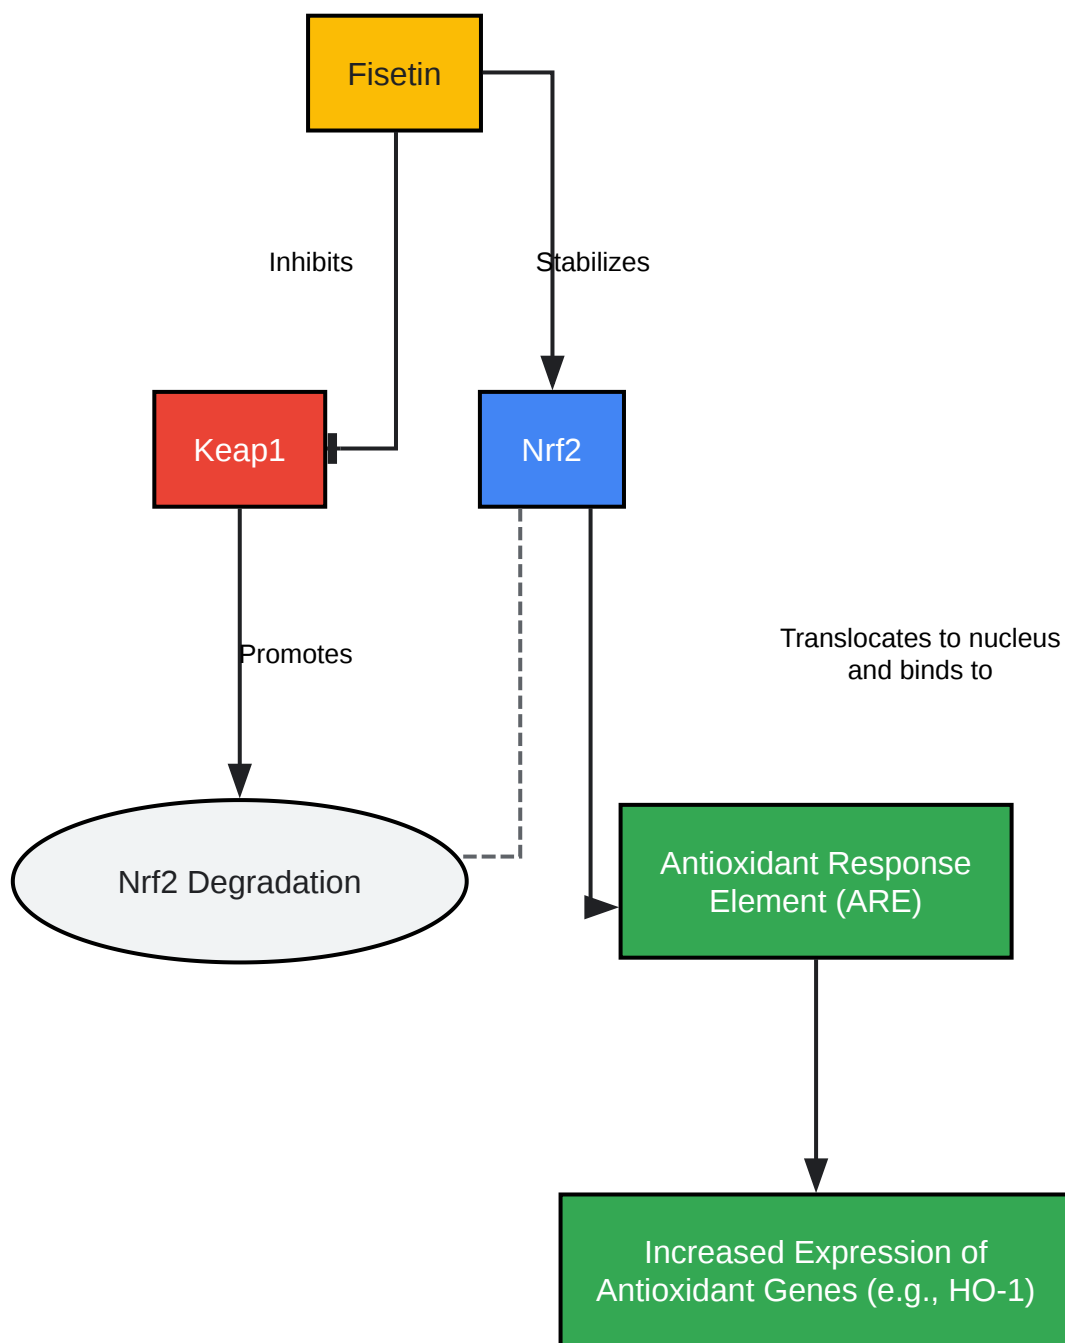 Fisetin
Inhibits
Stabilizes
Keap1
Nrf2
Promotes
Translocates to nucleus
and binds to
Nrf2 Degradation
Antioxidant Response
Element (ARE)
Increased Expression of
Antioxidant Genes (e.g., HO-1)